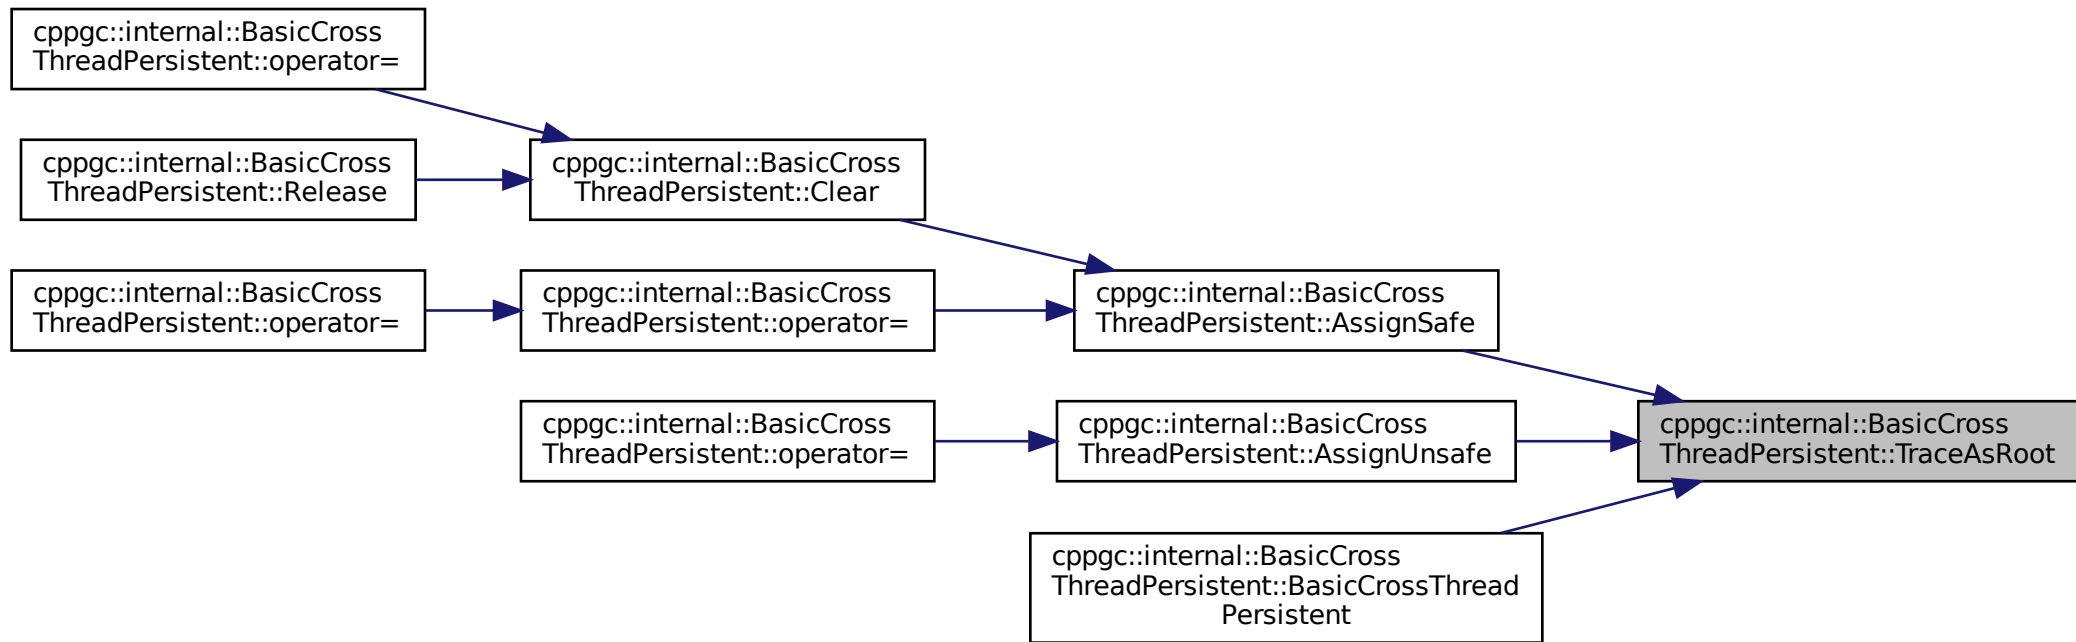 cppgc::internal::BasicCross
ThreadPersistent::operator=
cppgc::internal::BasicCross
ThreadPersistent::Release
cppgc::internal::BasicCross
ThreadPersistent::Clear
cppgc::internal::BasicCross
ThreadPersistent::operator=
cppgc::internal::BasicCross
ThreadPersistent::operator=
cppgc::internal::BasicCross
ThreadPersistent::AssignSafe
cppgc::internal::BasicCross
ThreadPersistent::operator=
cppgc::internal::BasicCross
ThreadPersistent::AssignUnsafe
cppgc::internal::BasicCross
ThreadPersistent::TraceAsRoot
cppgc::internal::BasicCross
ThreadPersistent::BasicCrossThread
Persistent